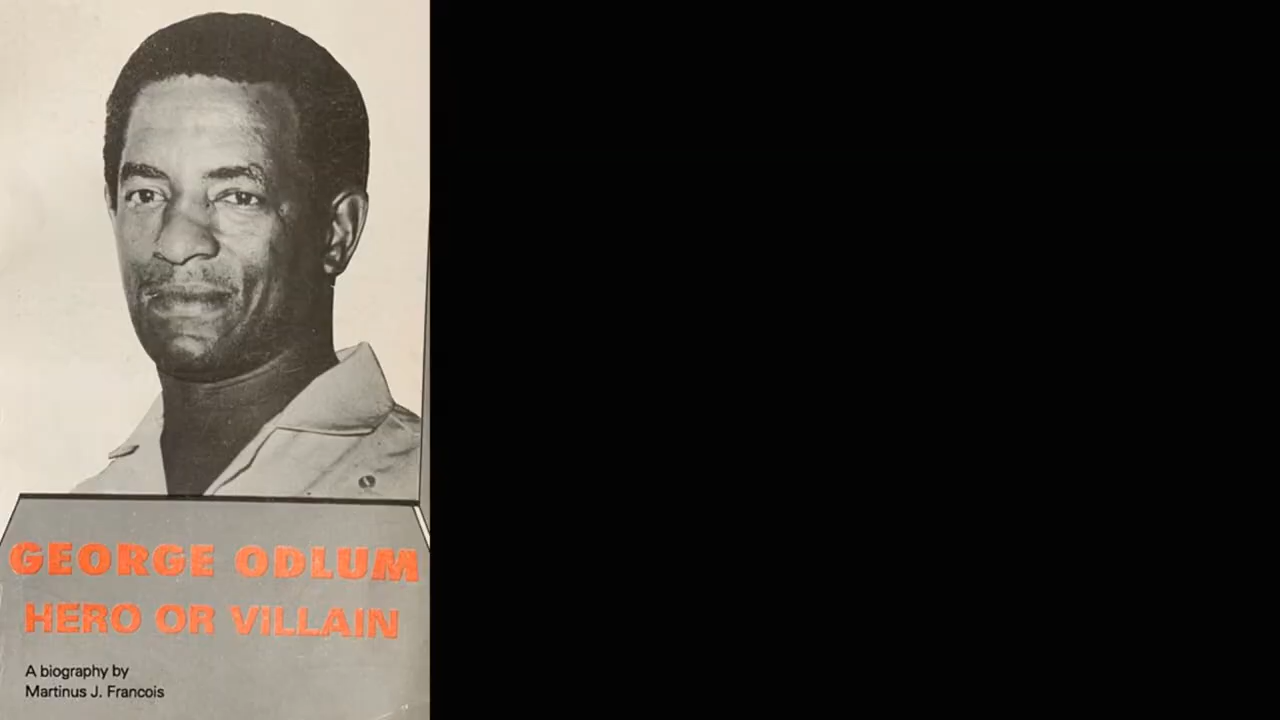 GEORGE ODLUM
HERO OR VILLAIN
A biography by
Martinus J. Francois